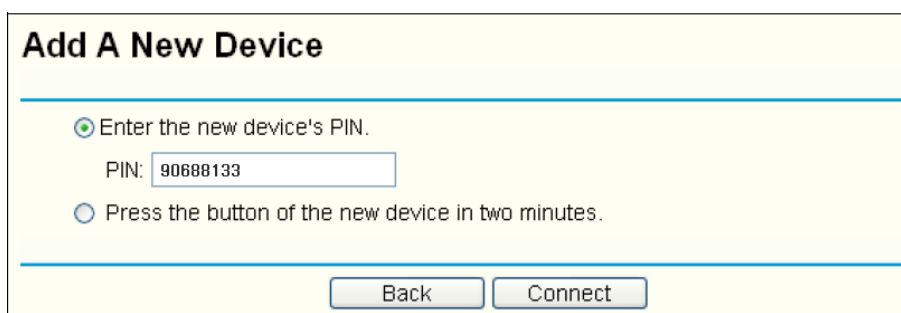 Add A New Device
Enter the new device's PIN.
PIN: 90688133
Press the button of the new device in two minutes.
Back Connect